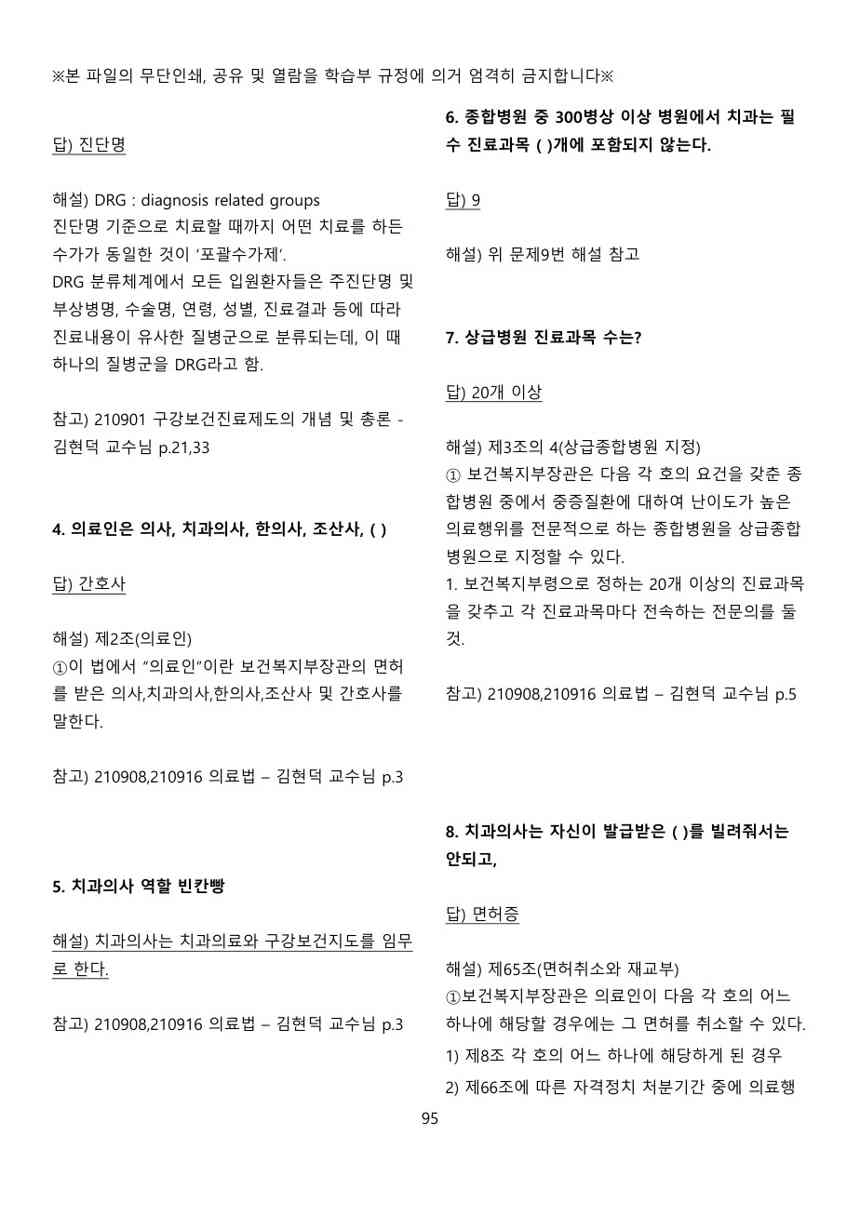 ※본 파일의 무단인쇄, 공유 및 열람을 학습부 규정에 의거 엄격히 금지합니다※
답) 진단명
해설) DRG : diagnosis related groups
진단명 기준으로 치료할 때까지 어떤 치료를 하든
수가가 동일한 것이 ‘포괄수가제’.
DRG 분류체계에서 모든 입원환자들은 주진단명 및
부상병명, 수술명, 연령, 성별, 진료결과 등에 따라
진료내용이 유사한 질병군으로 분류되는데, 이 때
하나의 질병군을 DRG라고 함.
참고) 210901 구강보건진료제도의 개념 및 총론 -
김현덕 교수님 p.21,33
4. 의료인은 의사, 치과의사, 한의사, 조산사, ( )
답) 간호사
해설) 제2조(의료인)
①이 법에서 “의료인”이란 보건복지부장관의 면허
를 받은 의사,치과의사,한의사,조산사 및 간호사를
말한다.
참고) 210908,210916 의료법 – 김현덕 교수님 p.3
5. 치과의사 역할 빈칸빵
해설) 치과의사는 치과의료와 구강보건지도를 임무
로 한다.
참고) 210908,210916 의료법 – 김현덕 교수님 p.3
6. 종합병원 중 300병상 이상 병원에서 치과는 필
수 진료과목 ( )개에 포함되지 않는다.
답) 9
해설) 위 문제9번 해설 참고
7. 상급병원 진료과목 수는?
답) 20개 이상
해설) 제3조의 4(상급종합병원 지정)
① 보건복지부장관은 다음 각 호의 요건을 갖춘 종
합병원 중에서 중증질환에 대하여 난이도가 높은
의료행위를 전문적으로 하는 종합병원을 상급종합
병원으로 지정할 수 있다.
1. 보건복지부령으로 정하는 20개 이상의 진료과목
을 갖추고 각 진료과목마다 전속하는 전문의를 둘
것.
참고) 210908,210916 의료법 – 김현덕 교수님 p.5
8. 치과의사는 자신이 발급받은 ( )를 빌려줘서는
안되고,
답) 면허증
해설) 제65조(면허취소와 재교부)
①보건복지부장관은 의료인이 다음 각 호의 어느
하나에 해당할 경우에는 그 면허를 취소할 수 있다.
1) 제8조 각 호의 어느 하나에 해당하게 된 경우
2) 제66조에 따른 자격정치 처분기간 중에 의료행
95